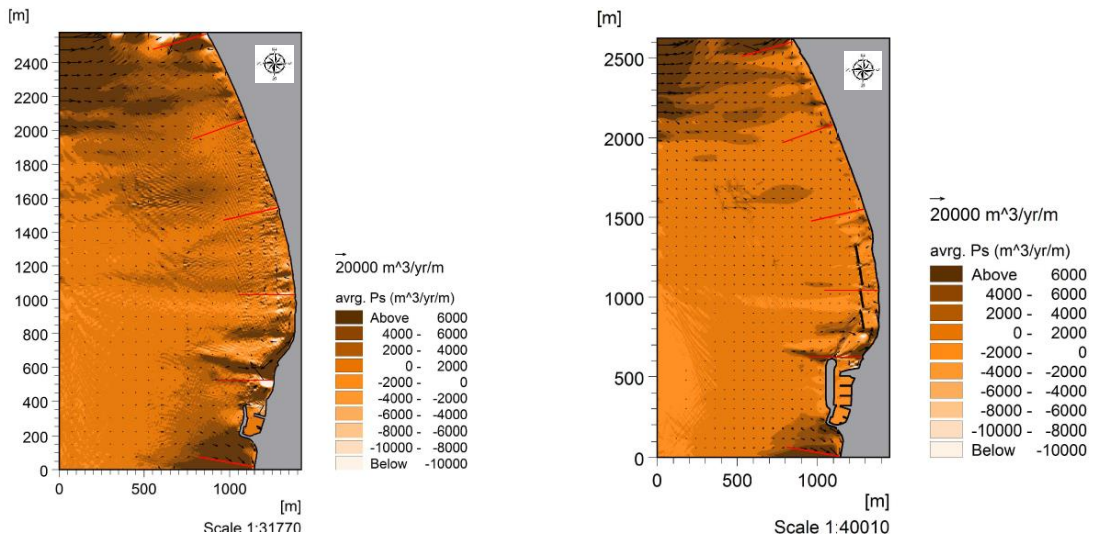 [m]
2400
2200
2000
1800
1600
1400
1200
1000
800
600
400
200
0
0 500 1000
[m]
Scale 1:31770
20000 m^3/yr/m
avrg. Ps (m^3/yr/m)
Above 6000
4000 - 6000
2000 - 4000
0 - 2000
-2000 - 0
-4000 - -2000
-6000 - -4000
-8000 - -6000
-10000 - -8000
Below -10000
[m]
2500
2000
1500
1000
500
0
0 500 1000
[m]
Scale 1:40010
20000 m^3/yr/m
avrg. Ps (m^3/yr/m)
Above 6000
4000 - 6000
2000 - 4000
0 - 2000
-2000 - 0
-4000 - -2000
-6000 - -4000
-8000 - -6000
-10000 - -8000
Below -10000